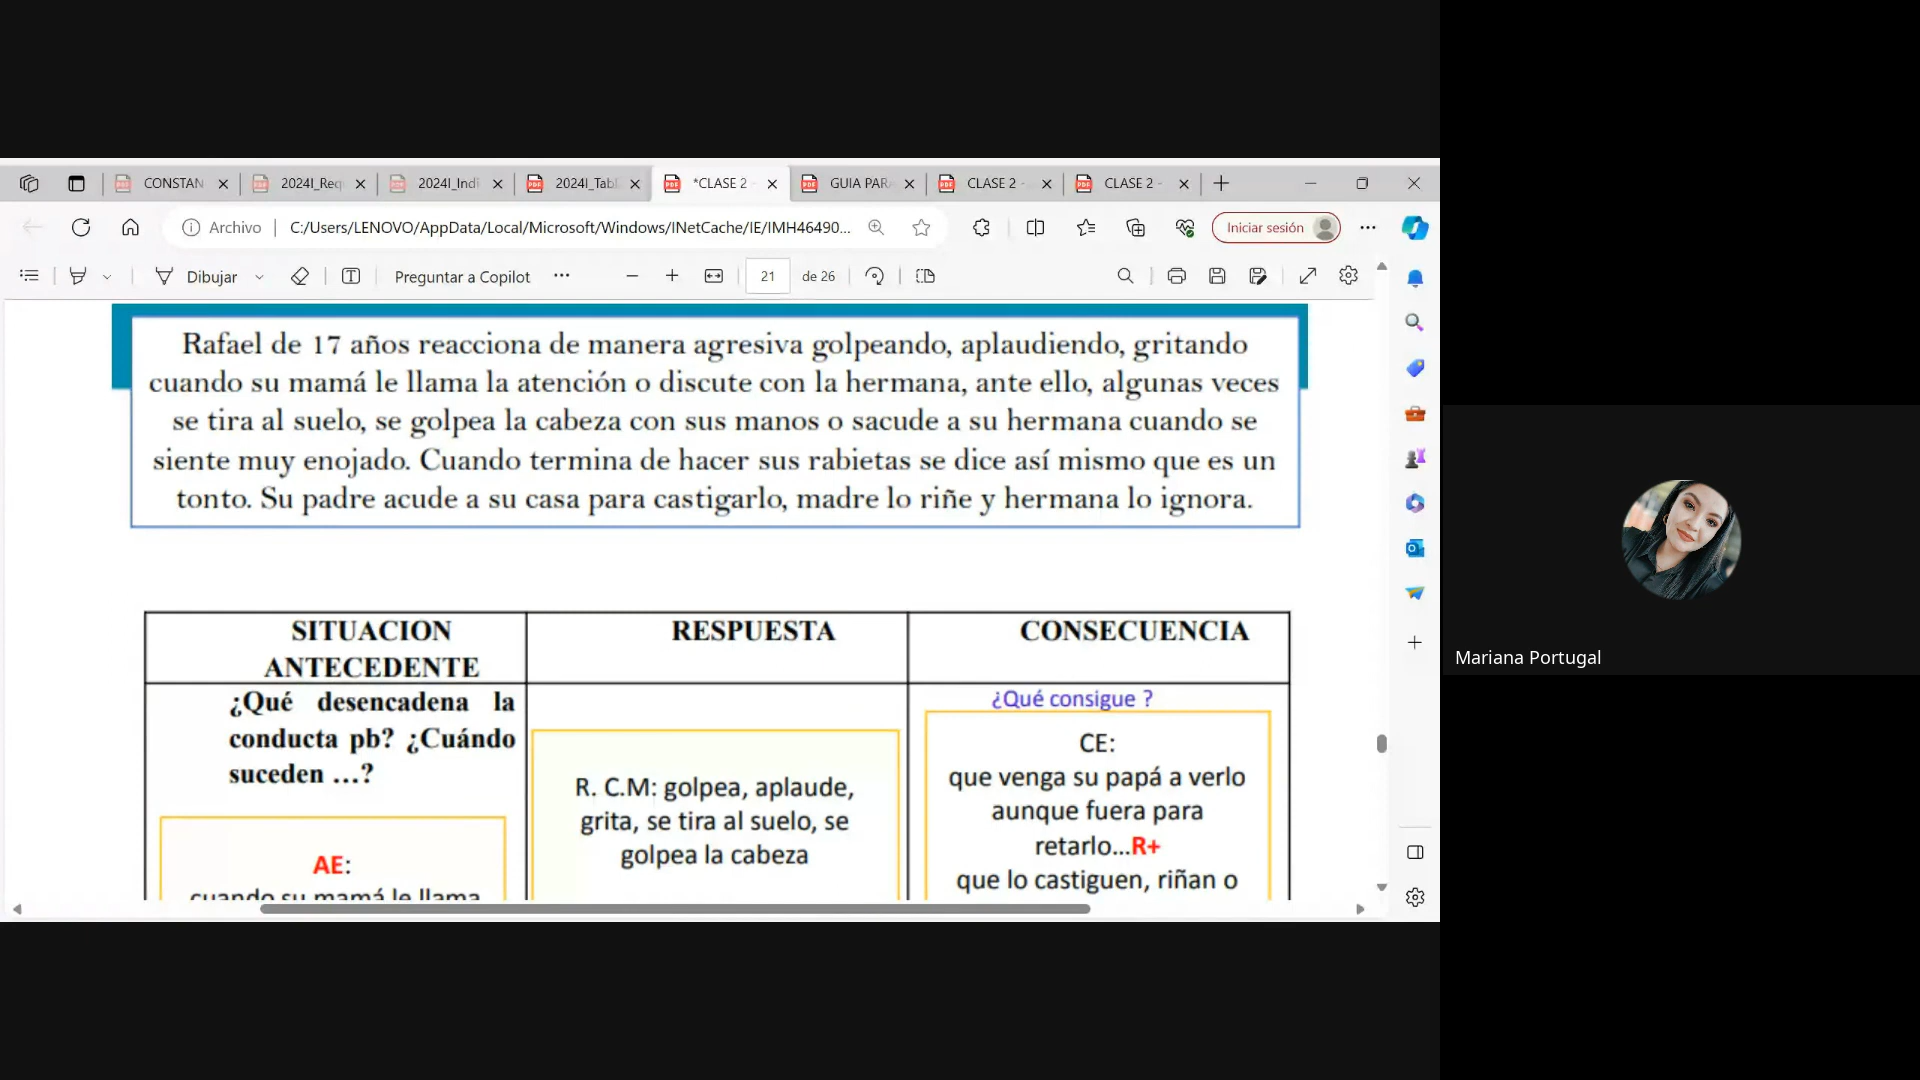 CONSTAN
2024I_Req
2024I_Indi
2024I_Tabl
*CLASE 2
GUIA PAR
CLASE 2 -
CLASE 2 -
Archivo
C:/Users/LENOVO/AppData/Local/Microsoft/Windows/INetCache/IE/IMH46490...
Iniciar sesión
Dibujar
Preguntar a Copilot
21
de 26
Rafael de 17 años reacciona de manera agresiva golpeando, aplaudiendo, gritando
cuando su mamá le llama la atención o discute con la hermana, ante ello, algunas veces
se tira al suelo, se golpea la cabeza con sus manos o sacude a su hermana cuando se
siente muy enojado. Cuando termina de hacer sus rabietas se dice así mismo que es un
tonto. Su padre acude a su casa para castigarlo, madre lo riñe y hermana lo ignora.
SITUACION
ANTECEDENTE
RESPUESTA
CONSECUENCIA
¿Qué desencadena la
conducta pb? ¿Cuándo
suceden …?
AE:
cuando su mamá le llama
R. C.M: golpea, aplaude,
grita, se tira al suelo, se
golpea la cabeza
¿Qué consigue ?
CE:
que venga su papá a verlo
aunque fuera para
retarlo...R+
que lo castiguen, riñan o
Mariana Portugal